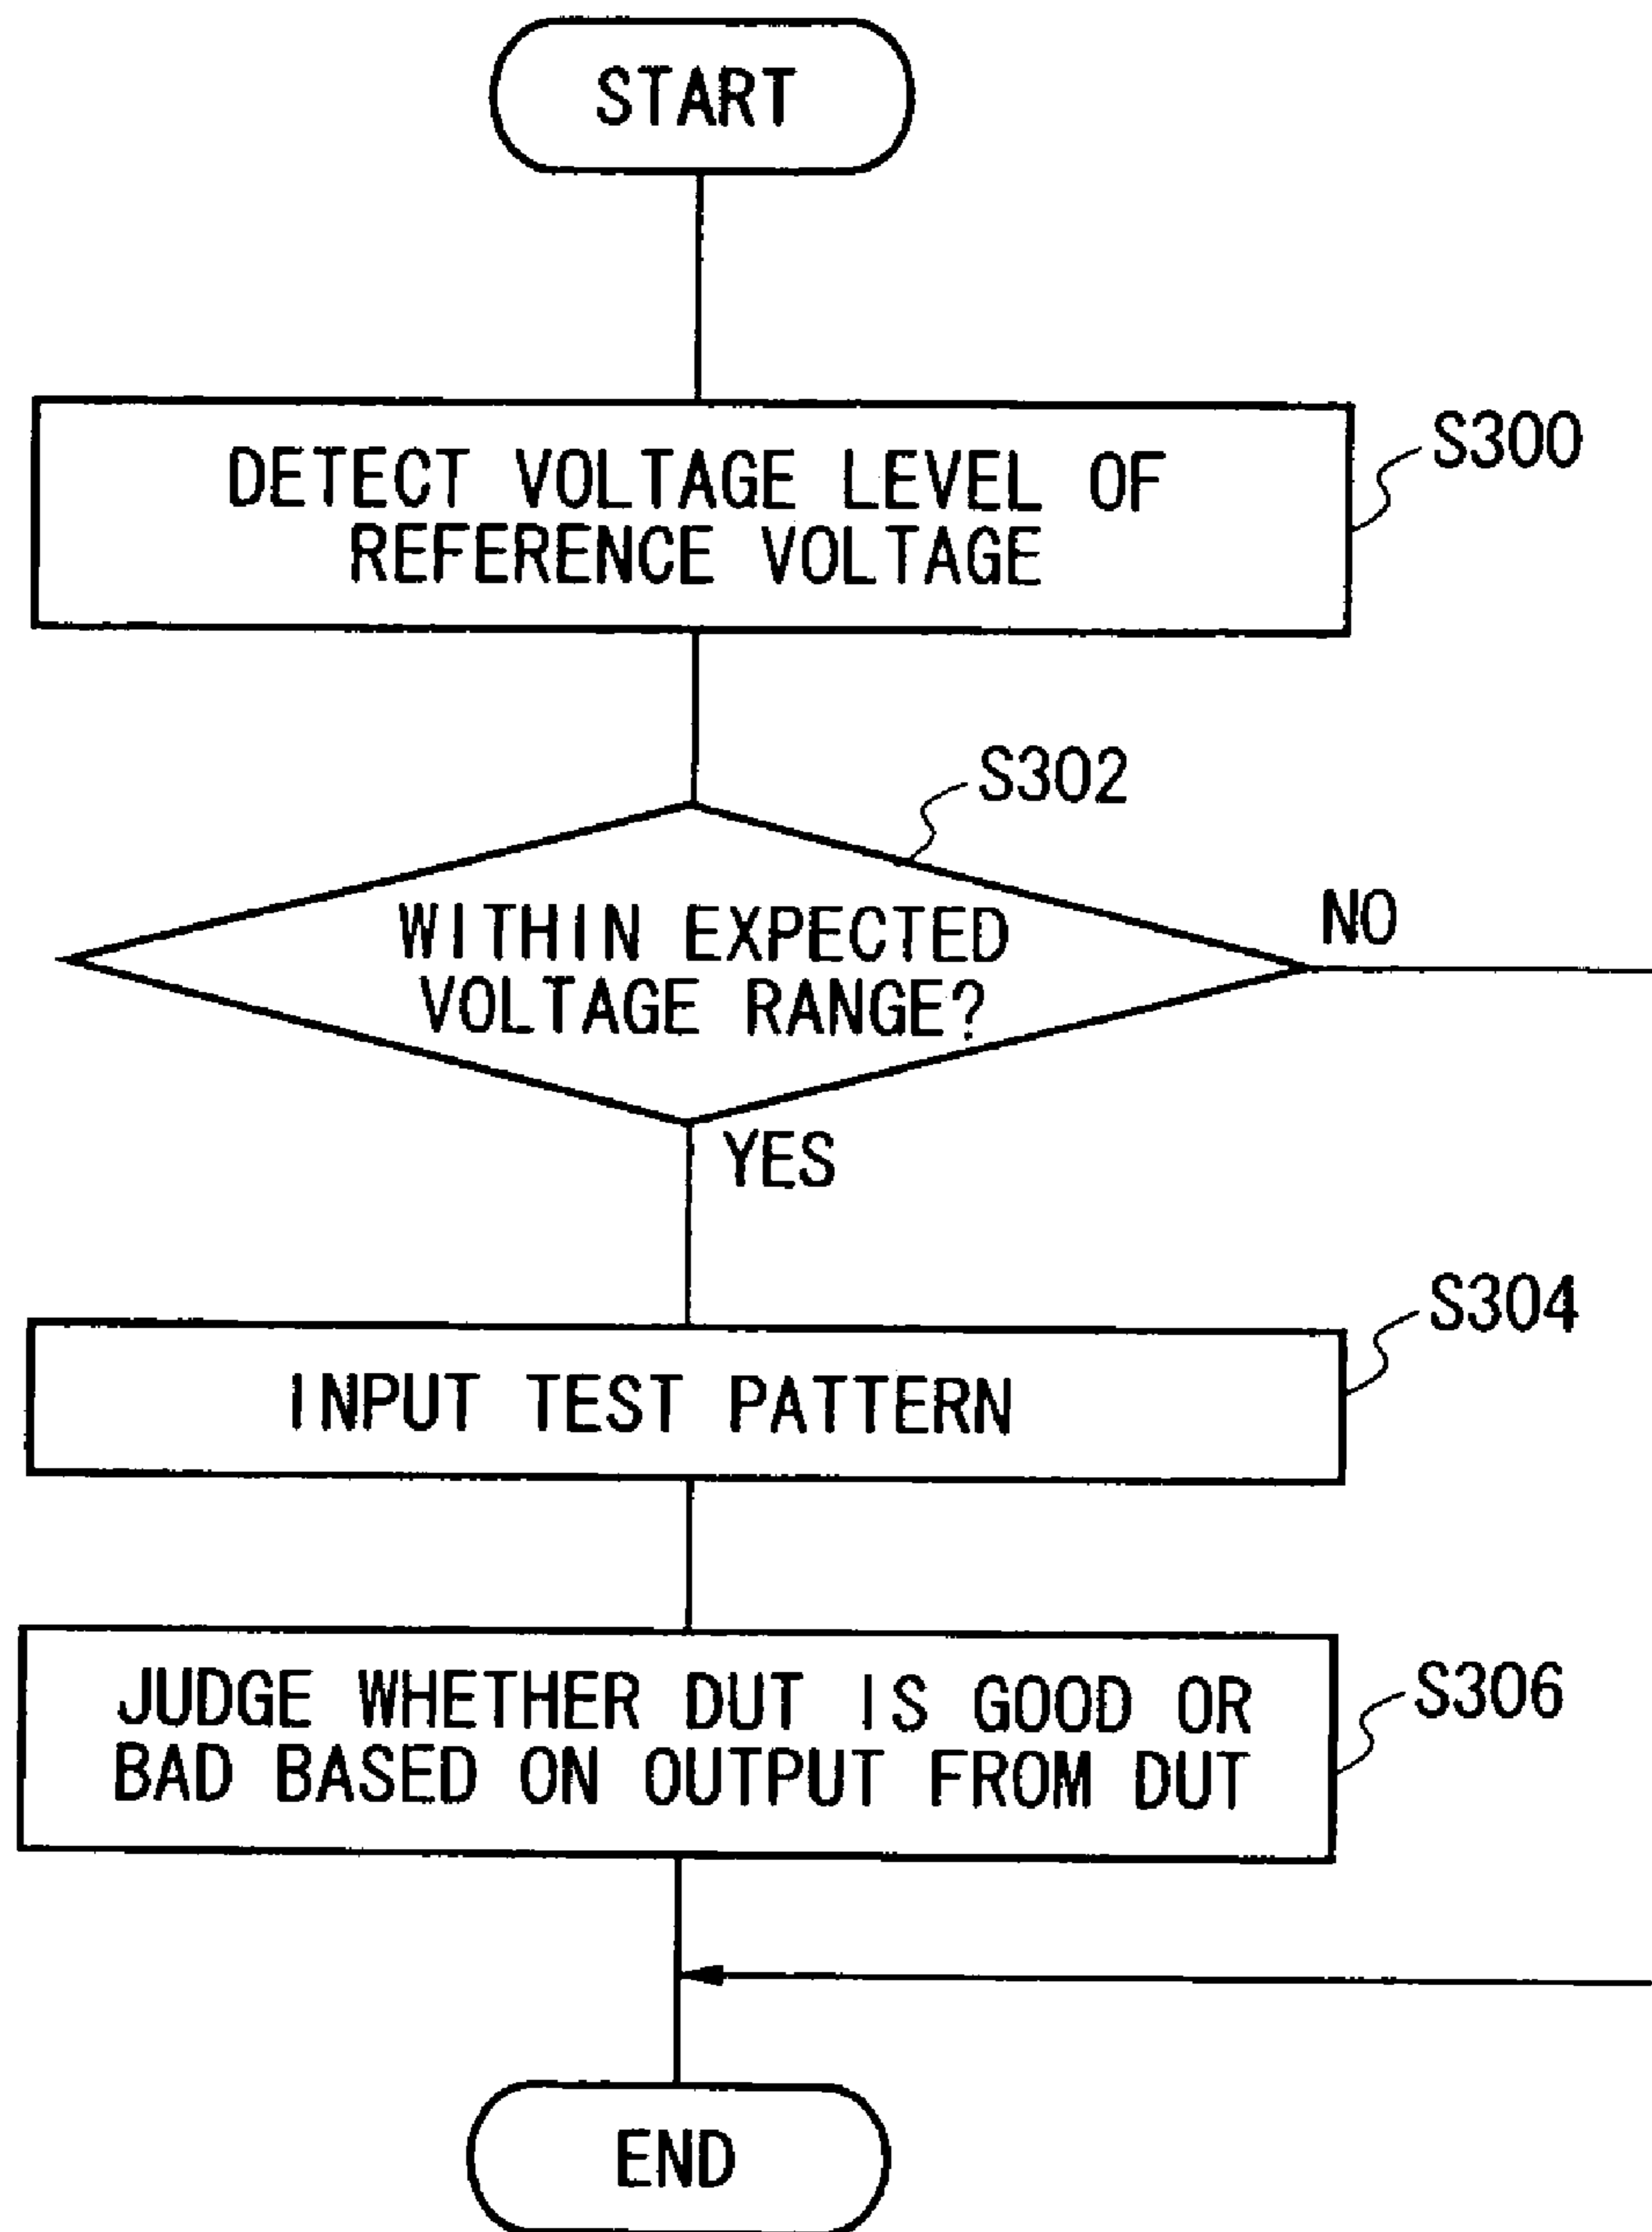 START
DETECT VOLTAGE LEVEL OF
REFERENCE VOLTAGE
S300
S302
WITHIN EXPECTED
VOLTAGE RANGE?
NO
YES
S304
INPUT TEST PATTERN
JUDGE WHETHER DUT IS GOOD OR
BAD BASED ON OUTPUT FROM DUT
S306
END